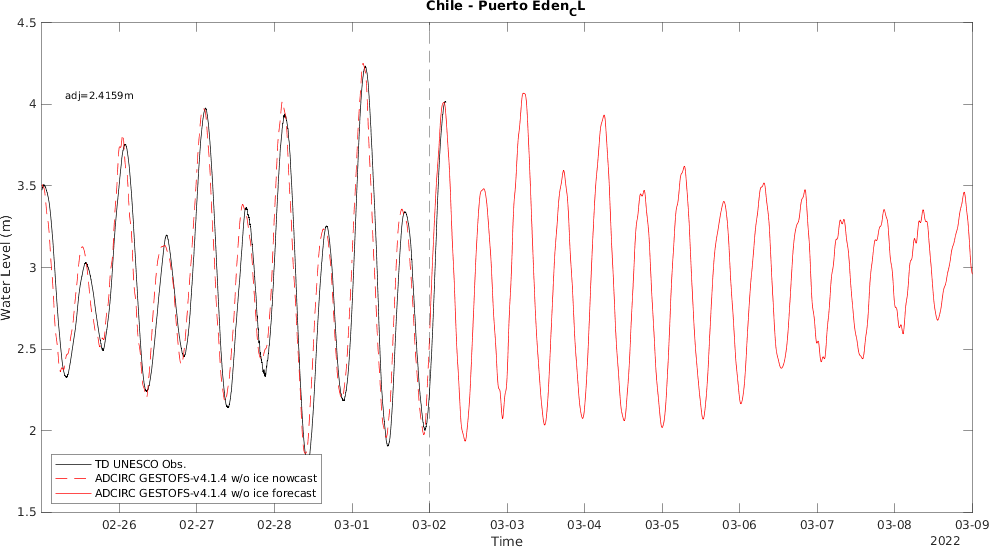 Chile - Puerto Eden_CL
4.5
adj=2.4159m
4
3.5
3
2.5
2
1.5
Water Level (m)
TD UNESCO Obs.
ADCIRC GESTOFS-v4.1.4 w/o ice nowcast
ADCIRC GESTOFS-v4.1.4 w/o ice forecast
02-26 02-27 02-28 03-01 03-02 03-03 03-04 03-05 03-06 03-07 03-08 03-09
Time
2022